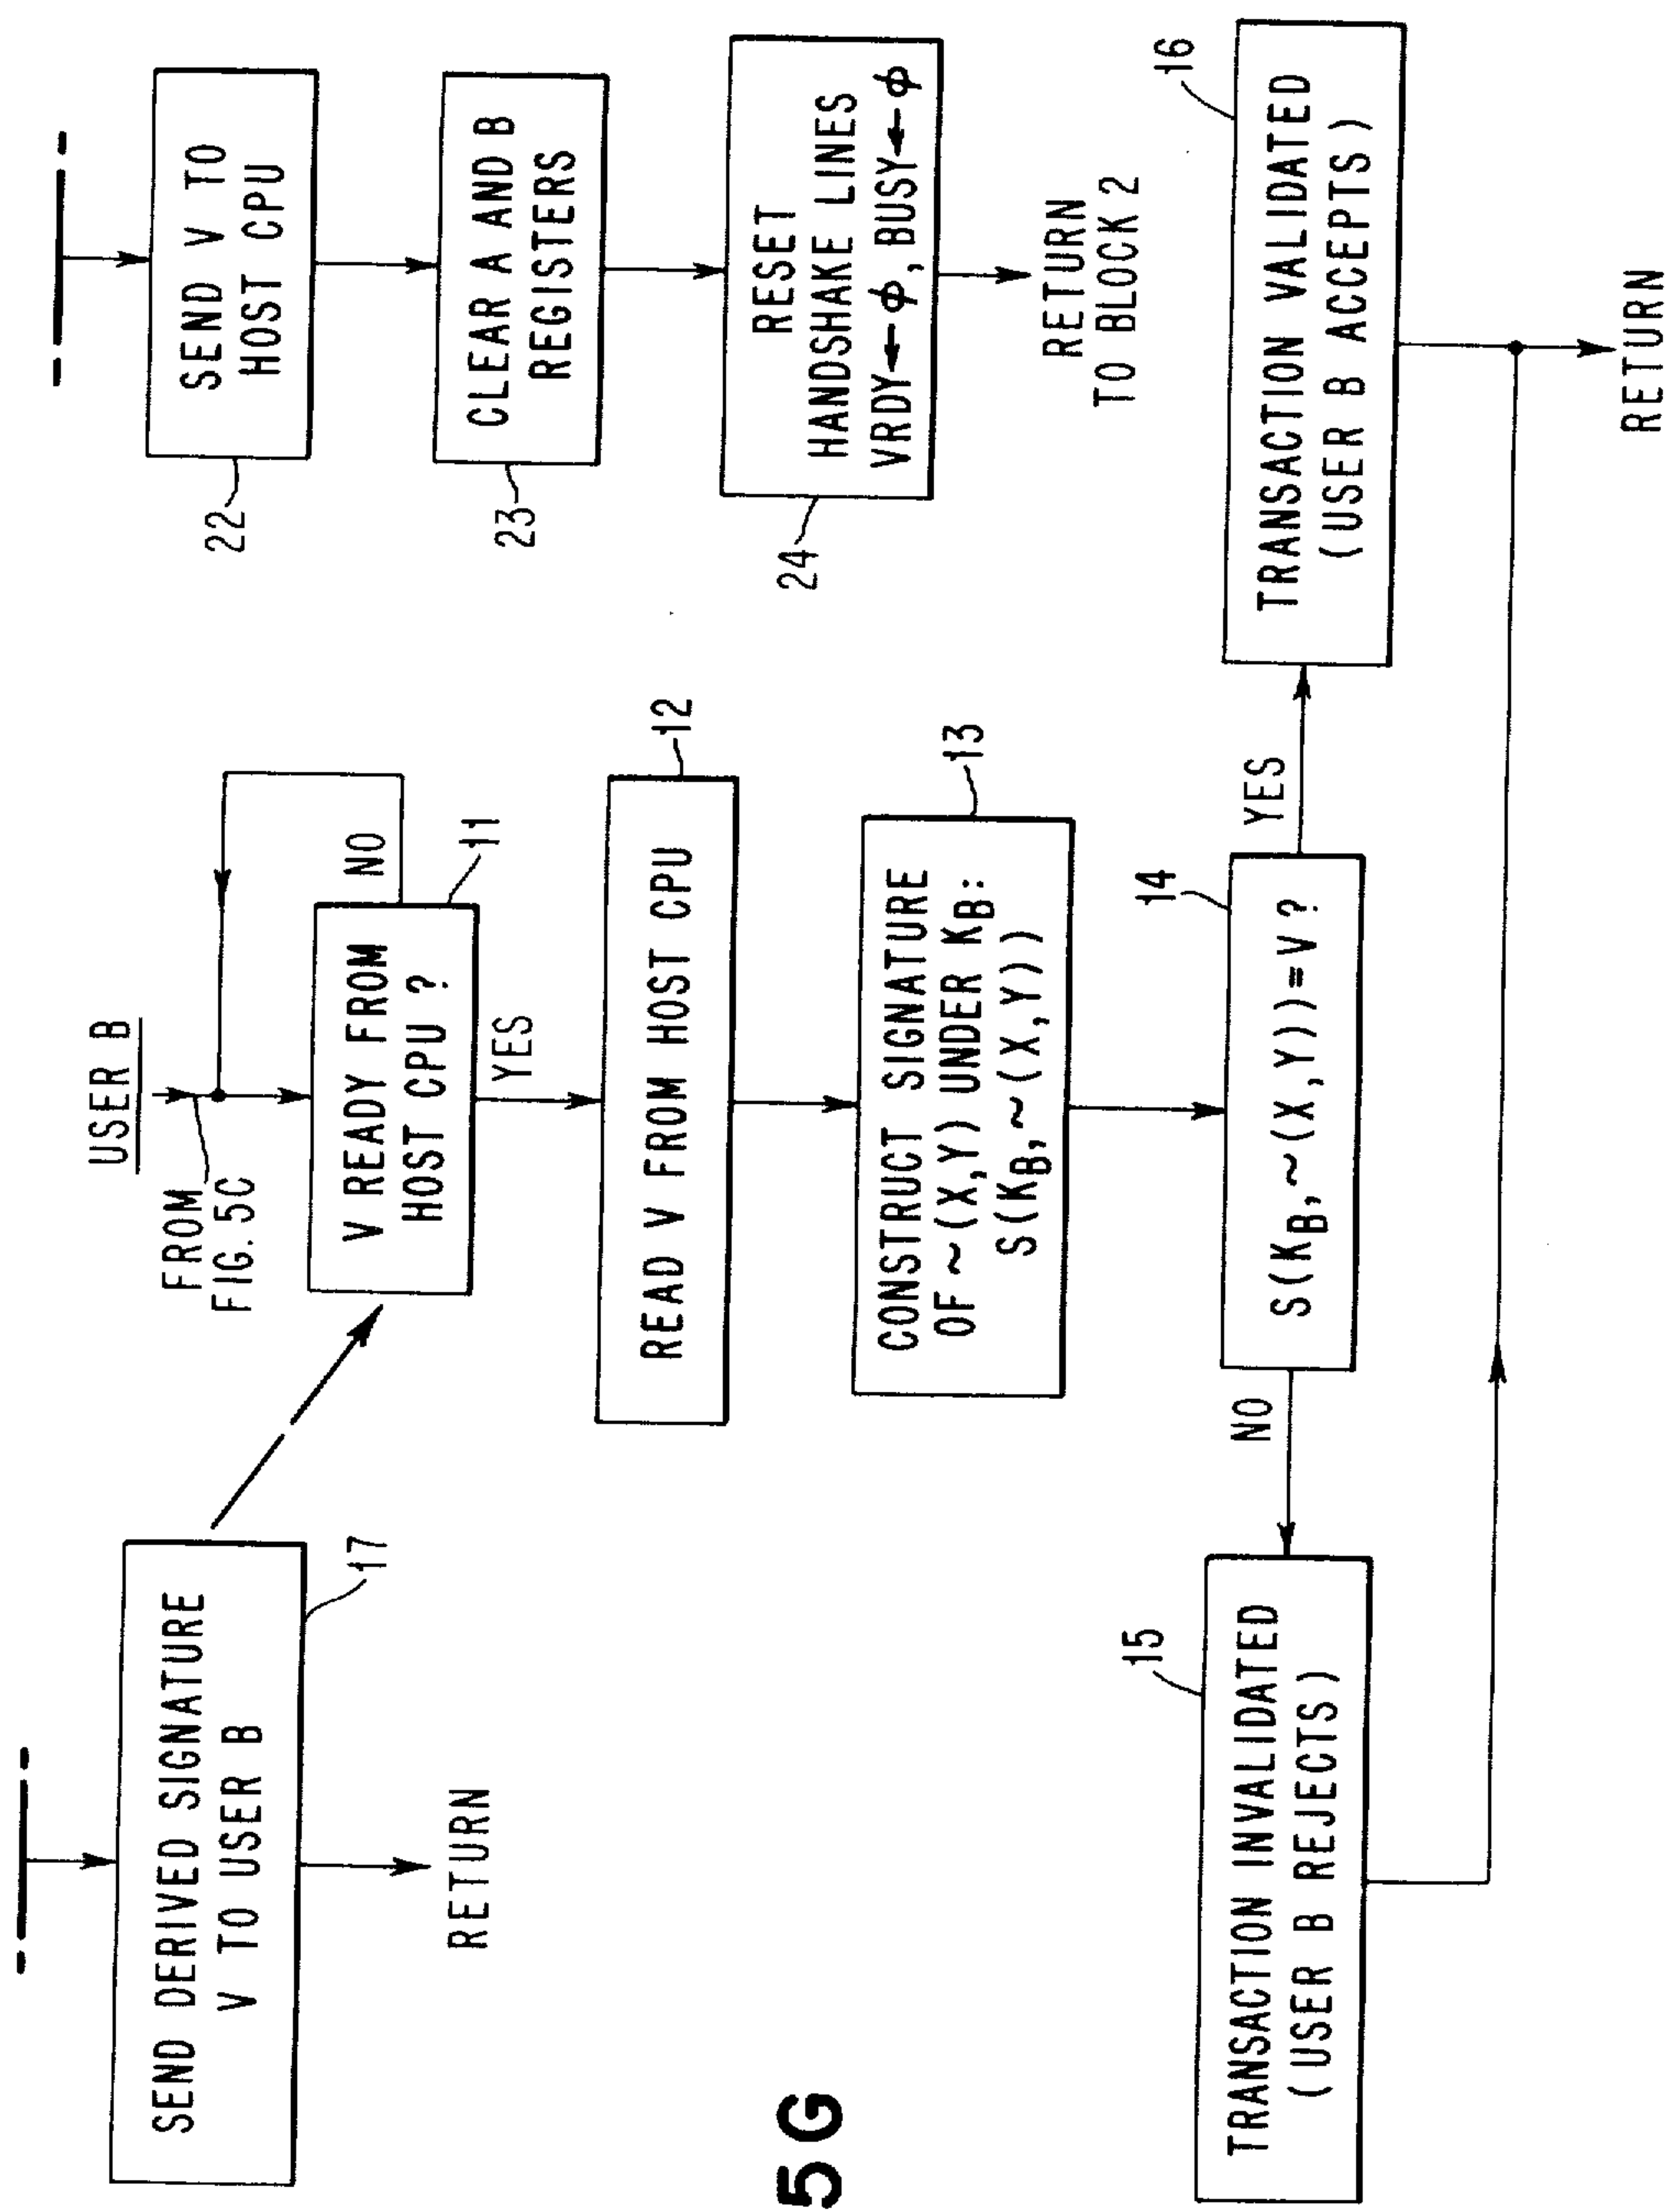 SEND DERIVED SIGNATURE
V TO USER B
17
RETURN
USER B
FROM
FIG. 5C
V READY FROM
HOST CPU ?
11
NO
YES
READ V FROM HOST CPU
12
CONSTRUCT SIGNATURE
OF ~(X,Y) UNDER KB:
S(KB,~(X,Y))
13
S(KB,~(X,Y))=V ?
14
NO
YES
TRANSACTION INVALIDATED
(USER B REJECTS)
15
TRANSACTION VALIDATED
(USER B ACCEPTS)
16
RETURN
SEND V TO
HOST CPU
22
CLEAR A AND B
REGISTERS
23
RESET
HANDSHAKE LINES
VRDY←ϕ, BUSY←ϕ
24
RETURN
TO BLOCK 2
5G